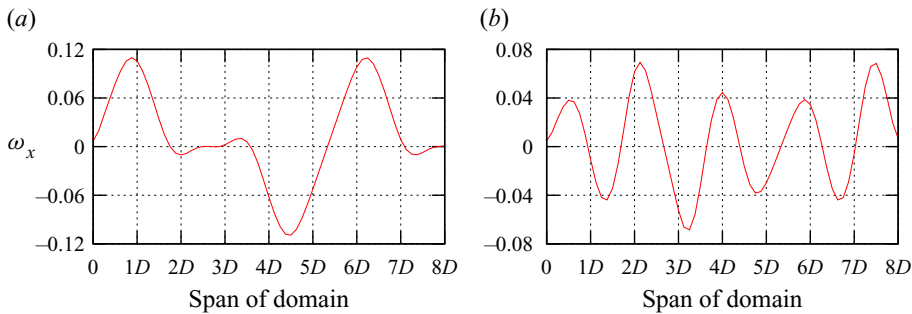 (a)
0.12
0.06
0
–0.06
–0.12
ωx
0 1D 2D 3D 4D 5D 6D 7D 8D
Span of domain
(b)
0.08
0.04
0
–0.04
–0.08
0 1D 2D 3D 4D 5D 6D 7D 8D
Span of domain